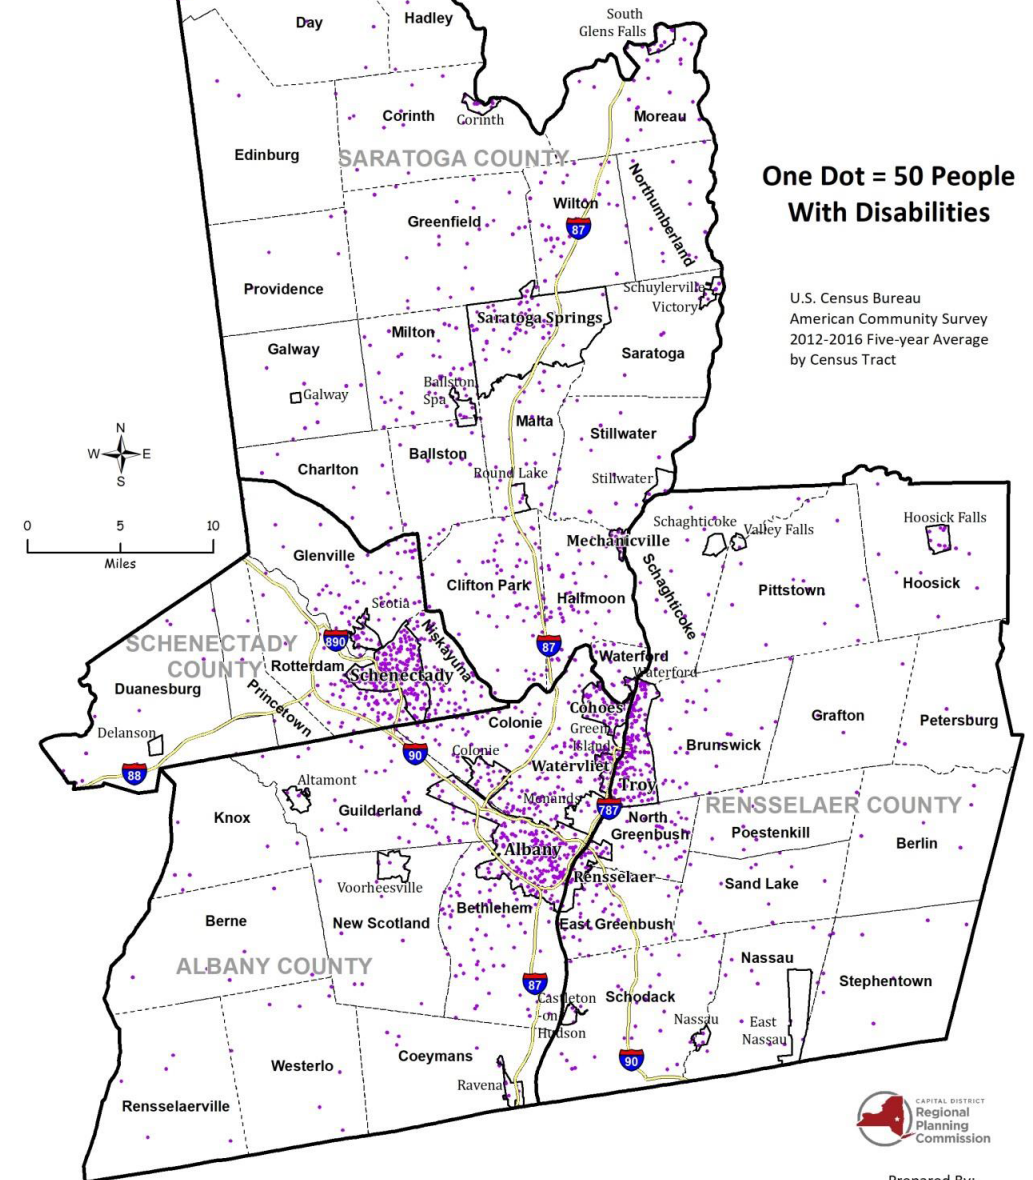 Day
Hadley
South
Glens Falls
Corinth
Corinth
Moreau
Edinburg
SARATOGA COUNTY
One Dot = 50 People
With Disabilities
Northumberland
Wilton
Greenfield
87
Providence
Schuylerville
Victory
U.S. Census Bureau
American Community Survey
2012-2016 Five-year Average
by Census Tract
Saratoga Springs
Milton
Galway
Saratoga
Galway
Ballston
Spa
Malta
Stillwater
N
W
E
S
Charlton
Ballston
Round Lake
Stillwater
0
5
10
Miles
Schaghticoke
Valley Falls
Hoosick Falls
Mechanicville
Glenville
Schaghticoke
Clifton Park
Halfmoon
Pittstown
Hoosick
Scotia
Niskayuna
890
87
SCHENECTADY
COUNTY
Rotterdam
Schenectady
Waterford
Waterford
Duanesburg
Princetown
Cohoes
Colonie
Grafton
Petersburg
Delanson
Green
Island
Brunswick
90
Colonie
Watervliet
88
Altamont
Troy
Menands
787
RENSSELAER COUNTY
Knox
Guilderland
North
Greenbush
Poestenkill
Berlin
Albany
Voorheesville
Rensselaer
Sand Lake
Berne
New Scotland
Bethlehem
East Greenbush
ALBANY COUNTY
Nassau
Stephentown
87
Castleton
-on-
Hudson
Schodack
Nassau
East
Nassau
Westerlo
Coeymans
90
Ravena
Rensselaerville
CAPITAL DISTRICT
Regional
Planning
Commission
Prepared By: